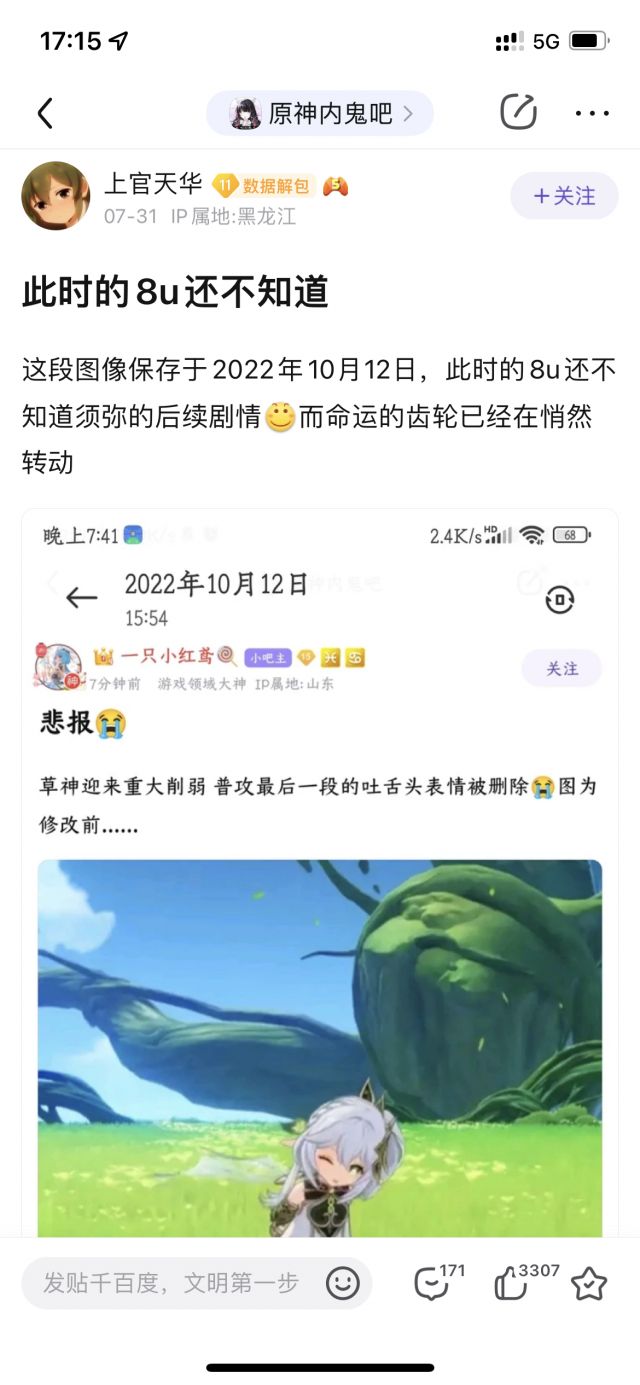 17:15
5G
原神内鬼吧
上官天华 11 数据解包 5
07-31 IP属地:黑龙江
+关注
此时的8u还不知道
这段图像保存于2022年10月12日，此时的8u还不
知道须弥的后续剧情🙂而命运的齿轮已经在悄然
转动
晚上7:41
2.4K/s HD 68
2022年10月12日
15:54
一只小红鸢🍭 小吧主 15
7分钟前 游戏领域大神 IP属地:山东
关注
悲报😭
草神迎来重大削弱 普攻最后一段的吐舌头表情被删除😭图为
修改前......
发贴千百度，文明第一步
171
3307